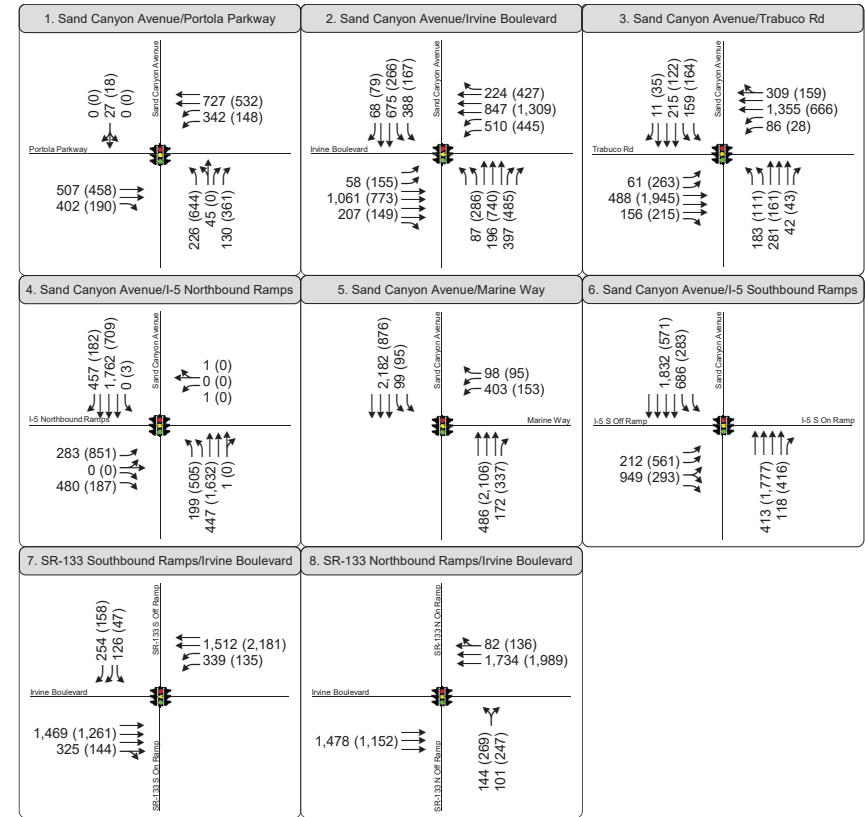 1. Sand Canyon Avenue/Portola Parkway
0 (0)
27 (18)
0 (0)
Sand Canyon Avenue
727 (532)
342 (148)
Portola Parkway
507 (458)
402 (190)
226 (644)
45 (0)
130 (361)
2. Sand Canyon Avenue/Irvine Boulevard
68 (79)
675 (266)
388 (167)
Sand Canyon Avenue
224 (427)
847 (1,309)
510 (445)
Irvine Boulevard
58 (155)
1,061 (773)
207 (149)
87 (286)
196 (740)
397 (485)
3. Sand Canyon Avenue/Trabuco Rd
11 (35)
215 (122)
159 (164)
Sand Canyon Avenue
309 (159)
1,355 (666)
86 (28)
Trabuco Rd
61 (263)
488 (1,945)
156 (215)
183 (111)
281 (161)
42 (43)
4. Sand Canyon Avenue/I-5 Northbound Ramps
457 (182)
1,762 (709)
0 (3)
Sand Canyon Avenue
1 (0)
0 (0)
1 (0)
I-5 Northbound Ramps
283 (851)
0 (0)
480 (187)
199 (505)
447 (1,632)
1 (0)
5. Sand Canyon Avenue/Marine Way
2,182 (876)
99 (95)
Sand Canyon Avenue
98 (95)
403 (153)
Marine Way
486 (2,106)
172 (337)
6. Sand Canyon Avenue/I-5 Southbound Ramps
1,832 (571)
686 (283)
Sand Canyon Avenue
I-5 S Off Ramp
I-5 S On Ramp
212 (561)
949 (293)
413 (1,777)
118 (416)
7. SR-133 Southbound Ramps/Irvine Boulevard
254 (158)
126 (47)
SR-133 S Off Ramp
1,512 (2,181)
339 (135)
Irvine Boulevard
1,469 (1,261)
325 (144)
SR-133 S On Ramp
8. SR-133 Northbound Ramps/Irvine Boulevard
SR-133 N On Ramp
82 (136)
1,734 (1,989)
Irvine Boulevard
1,478 (1,152)
SR-133 N Off Ramp
144 (269)
101 (247)